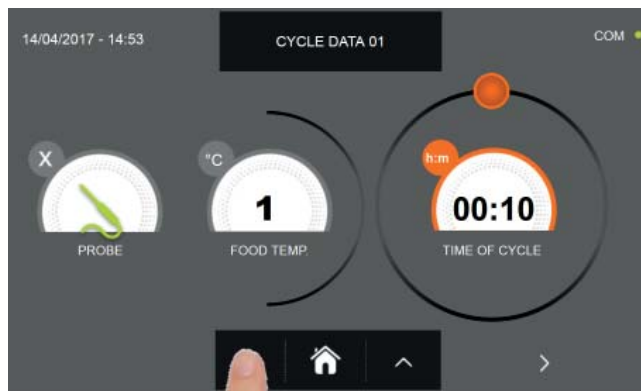 14/04/2017 - 14:53
CYCLE DATA 01
COM
X
PROBE
°C
1
FOOD TEMP.
h:m
00:10
TIME OF CYCLE